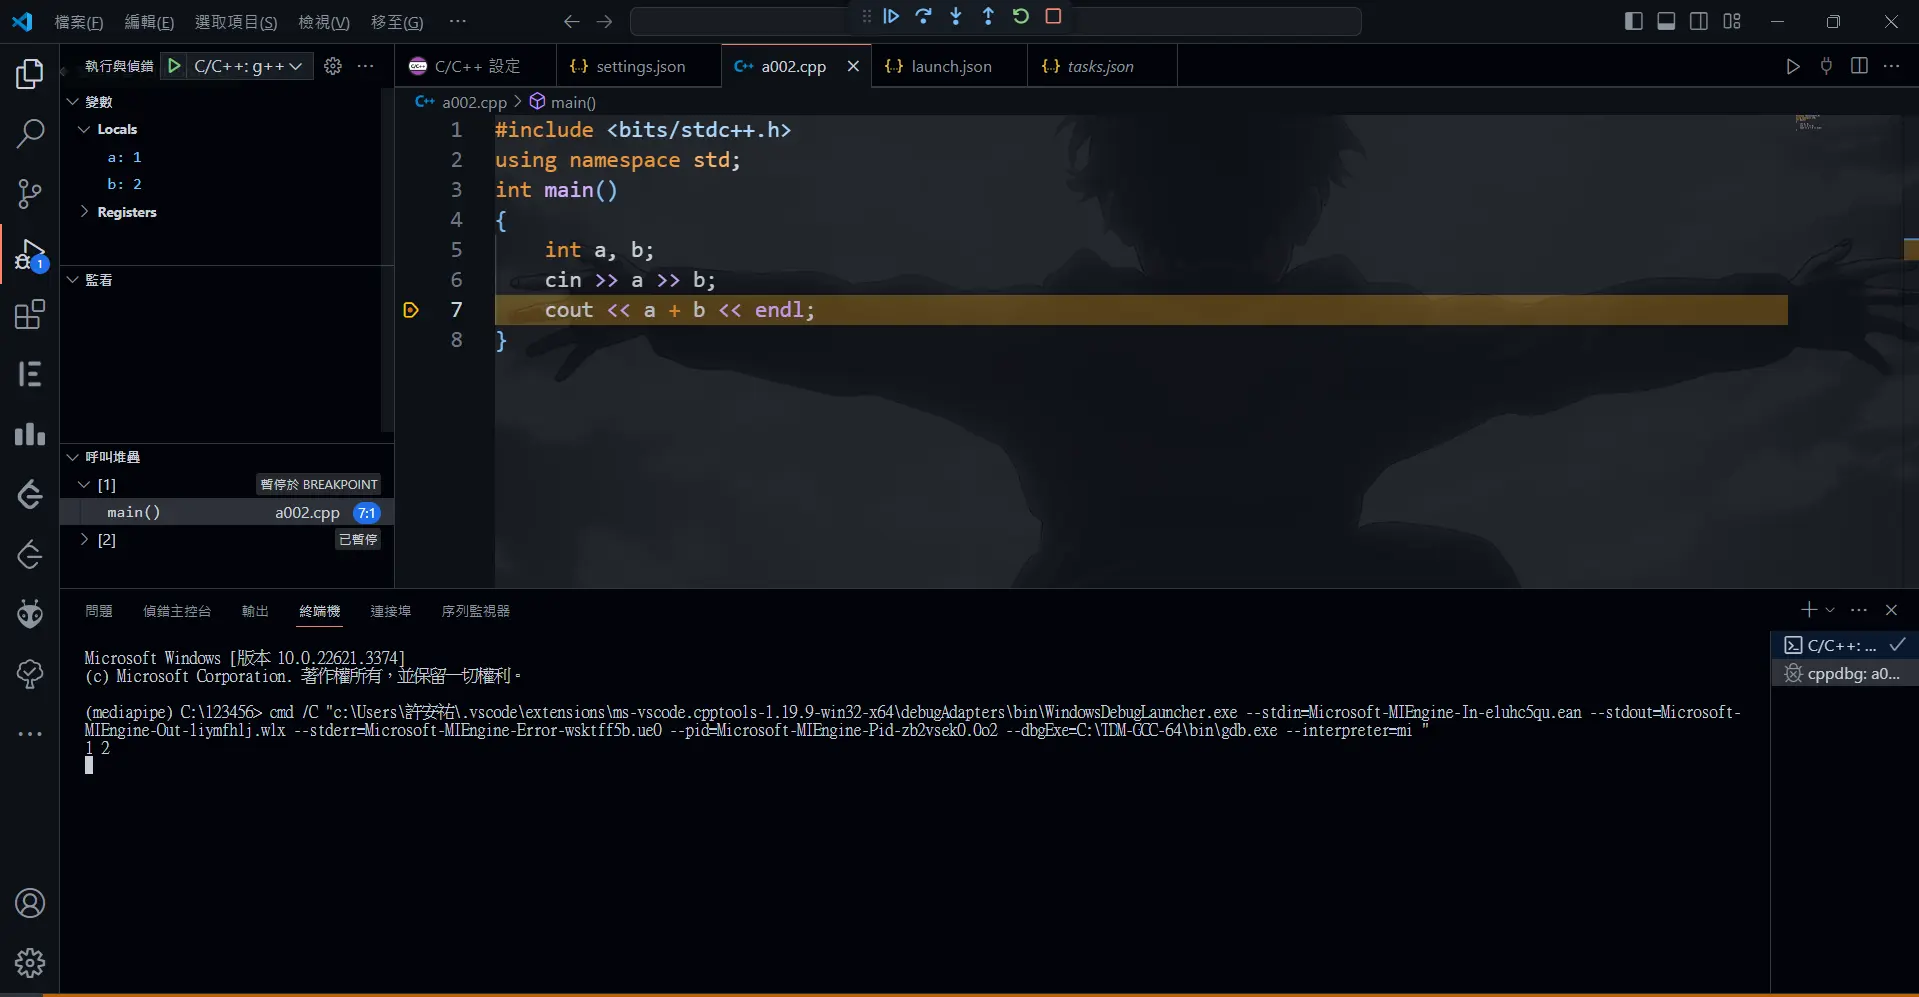 檔案(F) 編輯(E) 選取項目(S) 檢視(V) 移至(G) ···
執行與偵錯 C/C++: g++ ···
C/C++ 設定 settings.json a002.cpp launch.json tasks.json
a002.cpp > main()
變數
Locals
a: 1
b: 2
Registers
監看
呼叫堆疊
[1] 暫停於 BREAKPOINT
main() a002.cpp 7:1
[2] 已暫停
1
1 #include <bits/stdc++.h>
2 using namespace std;
3 int main()
4 {
5 int a, b;
6 cin >> a >> b;
7 cout << a + b << endl;
8 }
問題 偵錯主控台 輸出 終端機 連接埠 序列監視器
Microsoft Windows [版本 10.0.22621.3374]
(c) Microsoft Corporation. 著作權所有，並保留一切權利。
(mediapipe) C:\123456> cmd /C "c:\Users\許安祐\.vscode\extensions\ms-vscode.cpptools-1.19.9-win32-x64\debugAdapters\bin\WindowsDebugLauncher.exe --stdin=Microsoft-MIEngine-In-eluhc5qu.ean --stdout=Microsoft-
MIEngine-Out-liymfhlj.wlx --stderr=Microsoft-MIEngine-Error-wsktff5b.ue0 --pid=Microsoft-MIEngine-Pid-zb2vsek0.0o2 --dbgExe=C:\TDM-GCC-64\bin\gdb.exe --interpreter=mi "
1 2
C/C++: ...
cppdbg: a0...